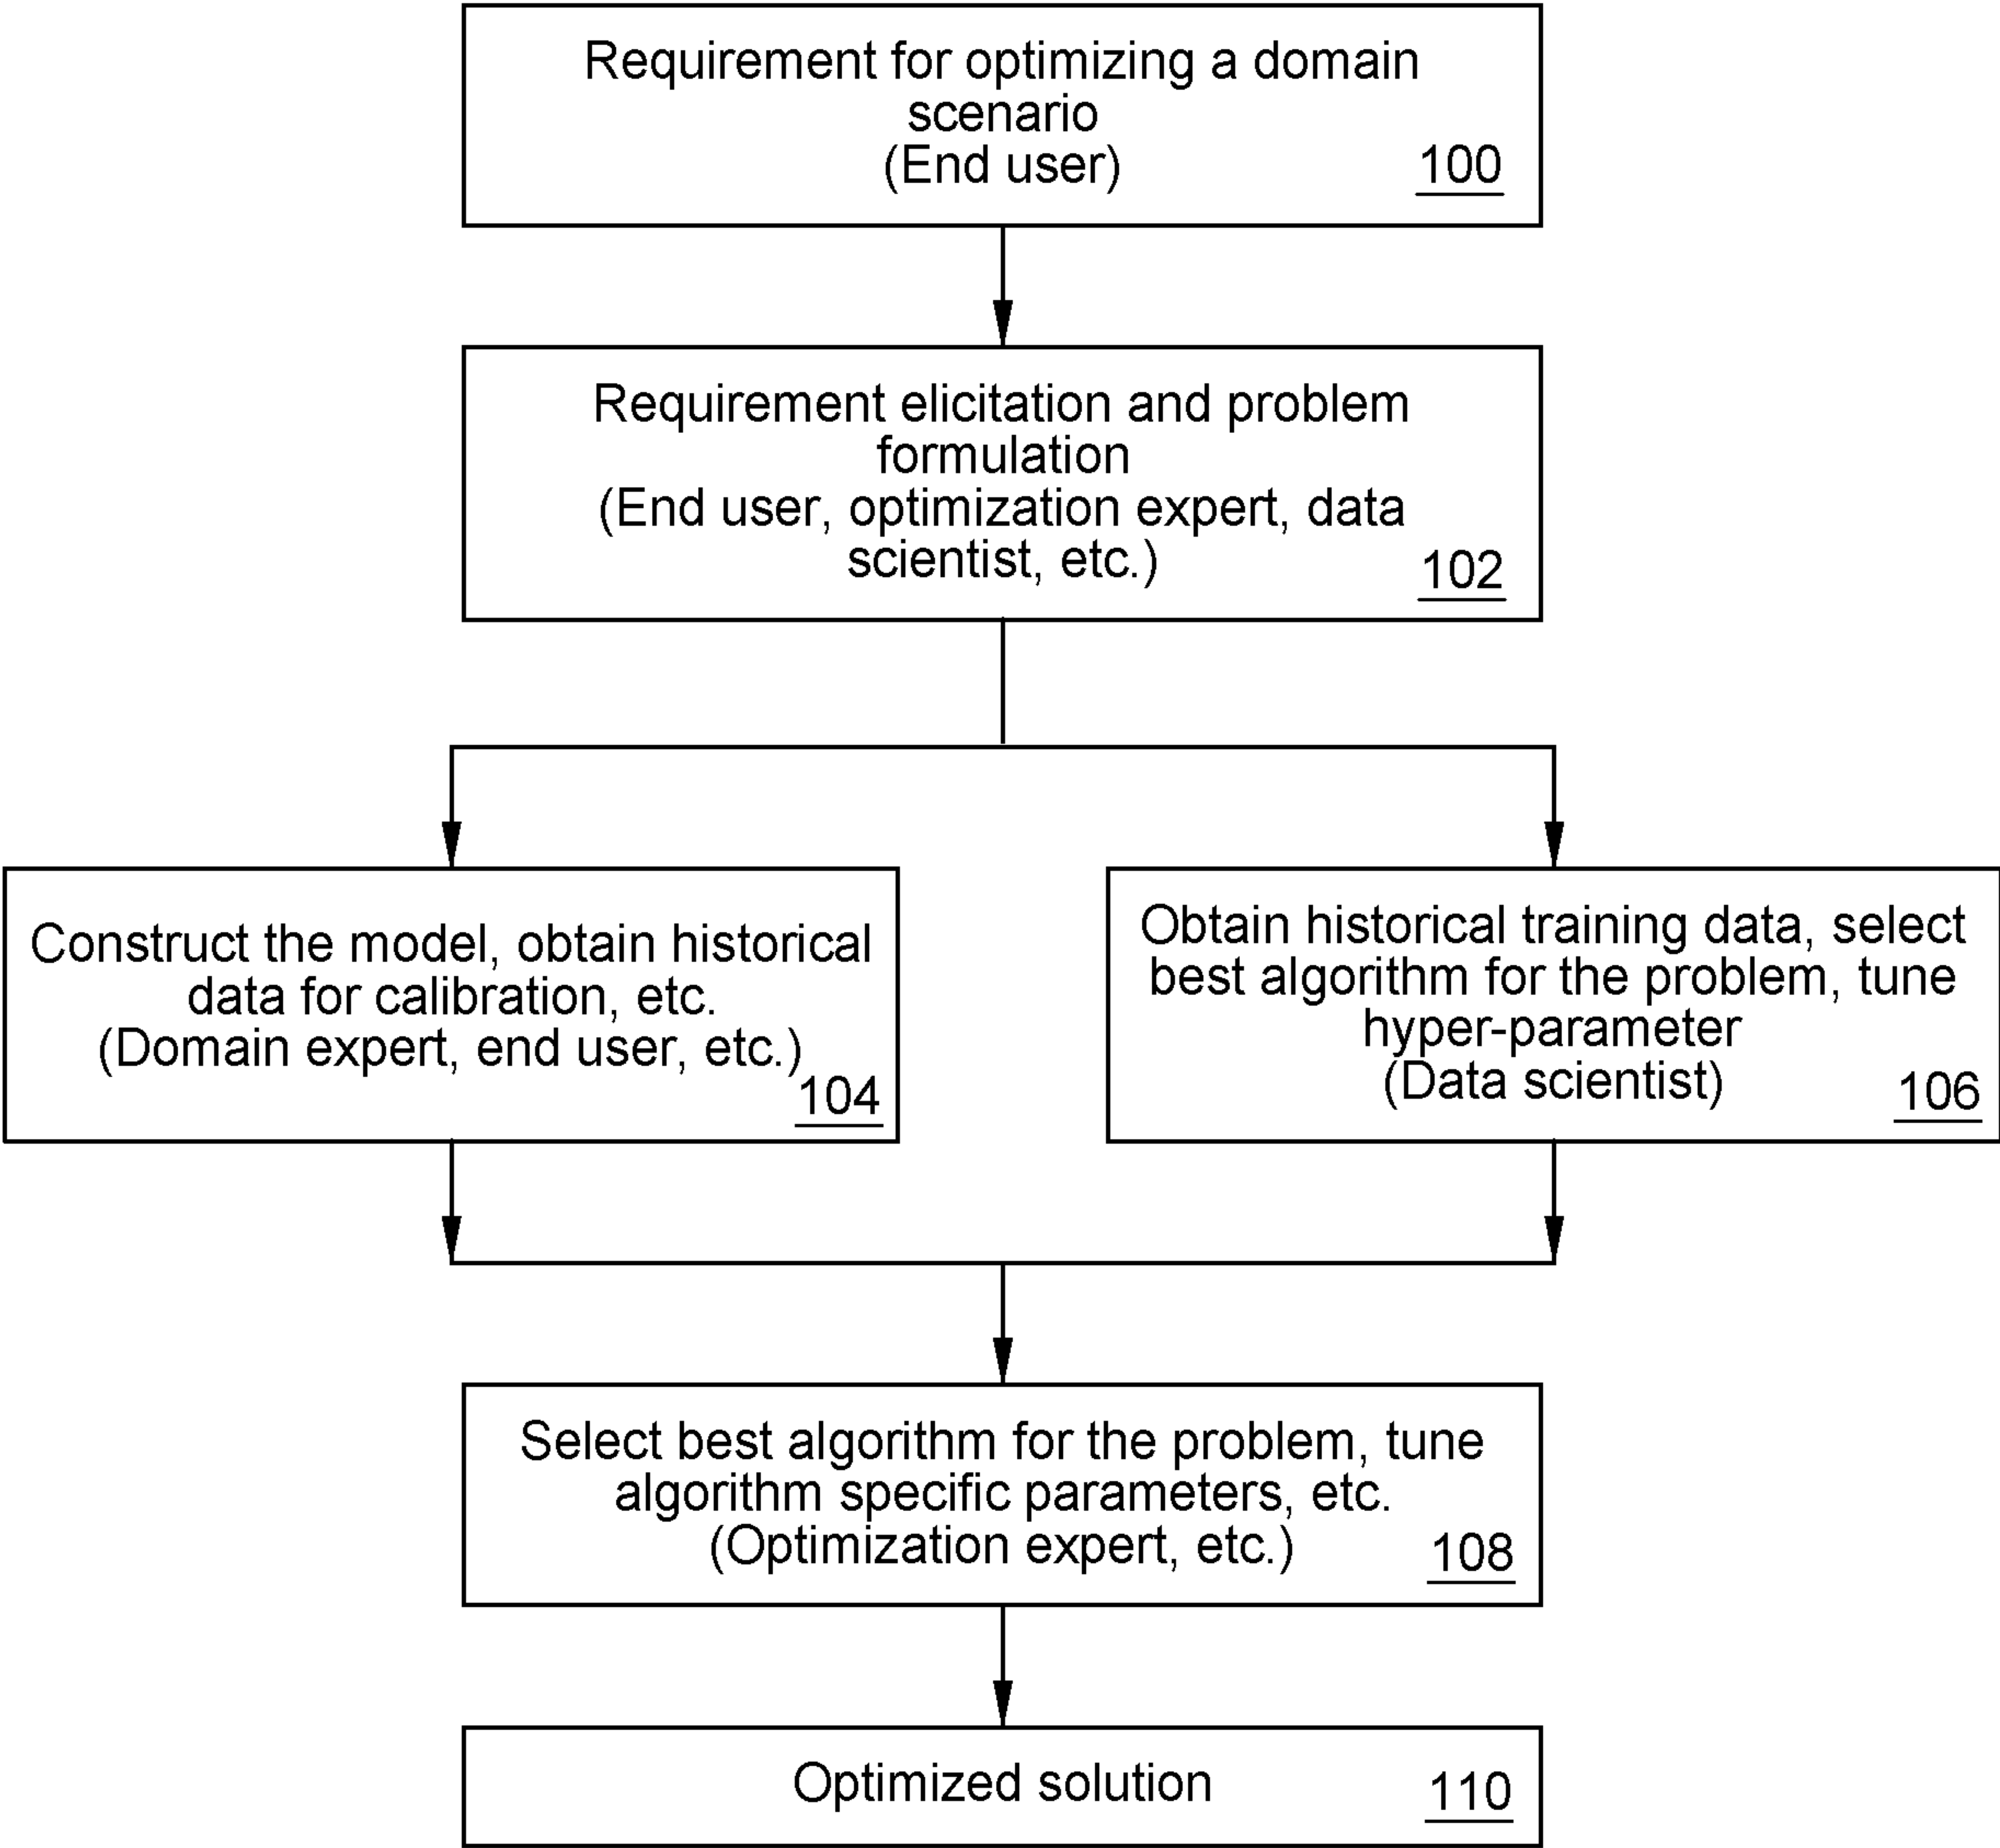 Requirement for optimizing a domain
scenario
(End user)
100
Requirement elicitation and problem
formulation
(End user, optimization expert, data
scientist, etc.)
102
Construct the model, obtain historical
data for calibration, etc.
(Domain expert, end user, etc.)
104
Obtain historical training data, select
best algorithm for the problem, tune
hyper-parameter
(Data scientist)
106
Select best algorithm for the problem, tune
algorithm specific parameters, etc.
(Optimization expert, etc.)
108
Optimized solution
110